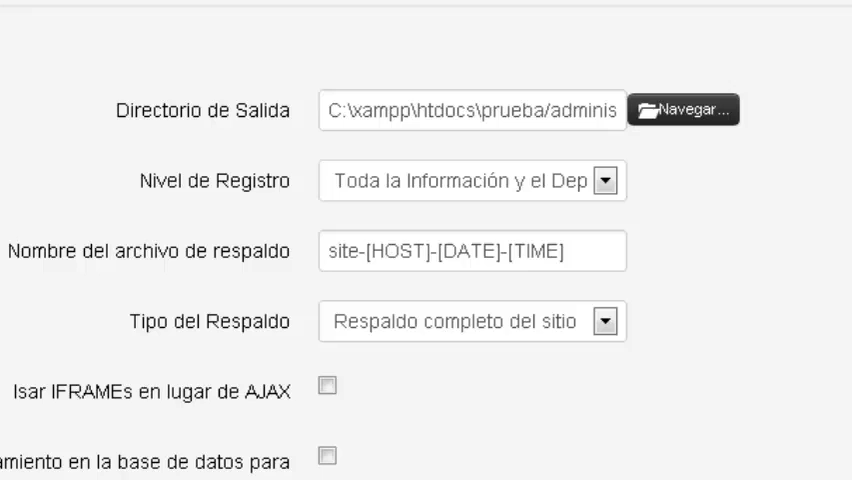 Directorio de Salida C:\xampp\htdocs\prueba/adminis Navegar...
Nivel de Registro Toda la Información y el Dep
Nombre del archivo de respaldo site-[HOST]-[DATE]-[TIME]
Tipo del Respaldo Respaldo completo del sitio
Isar IFRAMEs en lugar de AJAX
amiento en la base de datos para